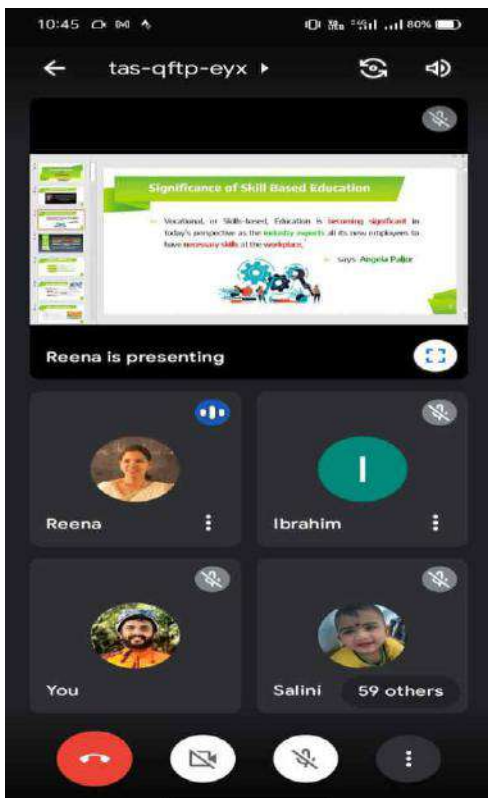 10:45
80%
tas-qftp-eyx
Significance of Skill Based Education
Vocational, or Skills-based, Education is becoming significant in
today's perspective as the industry expects all its new employees to
have necessary skills at the workplace,
says Angela Paljor
Reena is presenting
Reena
I
Ibrahim
You
Salini
59 others